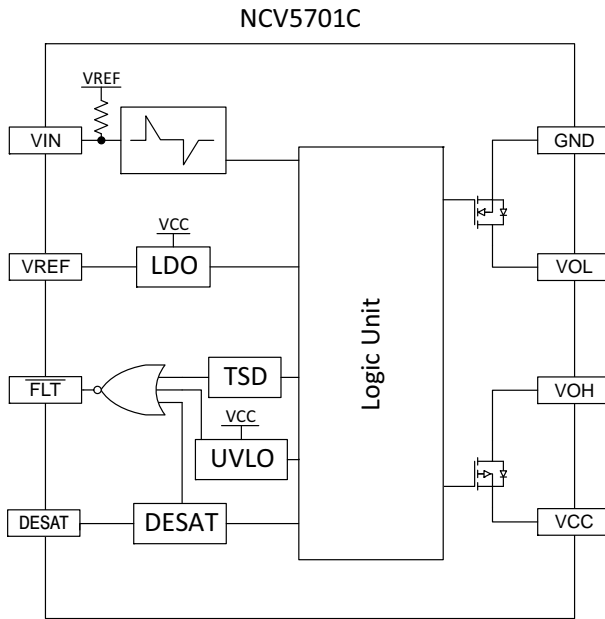 NCV5701C
VREF
VIN
GND
VCC
VREF
LDO
VOL
Logic Unit
FLT
TSD
VOH
VCC
UVLO
DESAT
DESAT
VCC